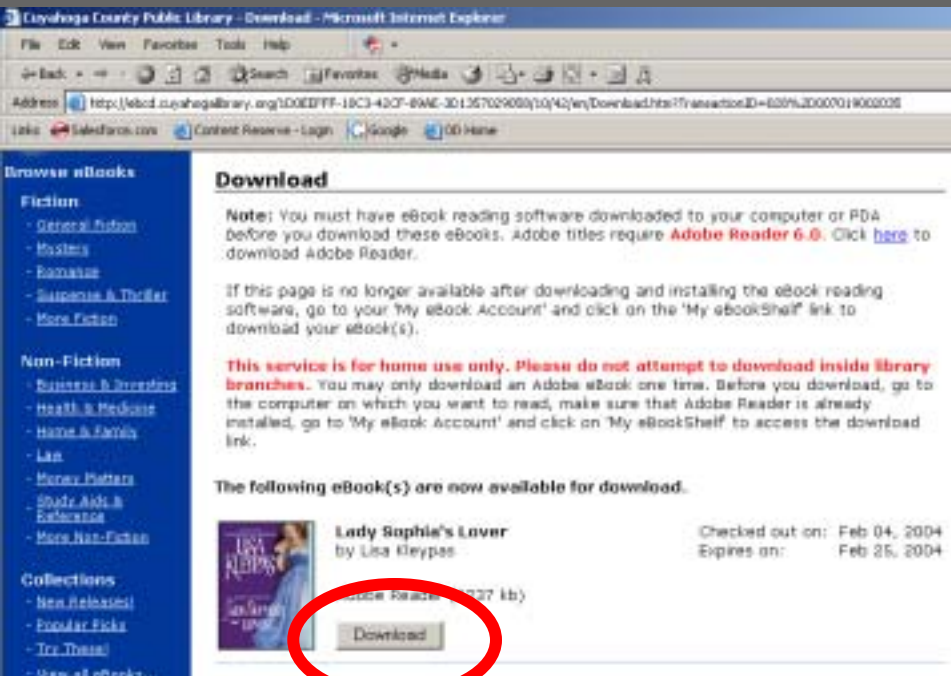 Cuyahoga County Public Library - Download - Microsoft Internet Explorer
File Edit View Favorites Tools Help
Back Search Favorites Media
Address
Links Salesforce.com Content Reserve - Login Google OD Home
Browse eBooks
Fiction
- General Fiction
- Mystery
- Romance
- Suspense & Thriller
- More Fiction
Non-Fiction
- Business & Investing
- Health & Medicine
- Home & Family
- Law
- Money Matters
- Study Aids &
Reference
- More Non-Fiction
Collections
- New Releases!
- Popular Picks
- Try These!
- View all eBooks...
Download
Note: You must have eBook reading software downloaded to your computer or PDA
before you download these eBooks. Adobe titles require Adobe Reader 6.0. Click here to
download Adobe Reader.
If this page is no longer available after downloading and installing the eBook reading
software, go to your 'My eBook Account' and click on the 'My eBookShelf' link to
download your eBook(s).
This service is for home use only. Please do not attempt to download inside library
branches. You may only download an Adobe eBook one time. Before you download, go to
the computer on which you want to read, make sure that Adobe Reader is already
installed, go to 'My eBook Account' and click on 'My eBookShelf' to access the download
link.
The following eBook(s) are now available for download.
LISA
KLEYPAS
Lady Sophia's Lover
by Lisa Kleypas
Checked out on: Feb 04, 2004
Expires on: Feb 25, 2004
Reader
kb)
Download